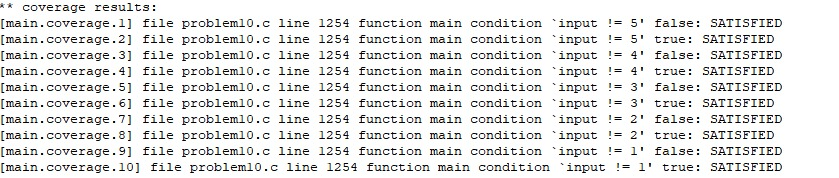 ** coverage results:
[main.coverage.1] file problem10.c line 1254 function main condition `input != 5' false: SATISFIED
[main.coverage.2] file problem10.c line 1254 function main condition `input != 5' true: SATISFIED
[main.coverage.3] file problem10.c line 1254 function main condition `input != 4' false: SATISFIED
[main.coverage.4] file problem10.c line 1254 function main condition `input != 4' true: SATISFIED
[main.coverage.5] file problem10.c line 1254 function main condition `input != 3' false: SATISFIED
[main.coverage.6] file problem10.c line 1254 function main condition `input != 3' true: SATISFIED
[main.coverage.7] file problem10.c line 1254 function main condition `input != 2' false: SATISFIED
[main.coverage.8] file problem10.c line 1254 function main condition `input != 2' true: SATISFIED
[main.coverage.9] file problem10.c line 1254 function main condition `input != 1' false: SATISFIED
[main.coverage.10] file problem10.c line 1254 function main condition `input != 1' true: SATISFIED